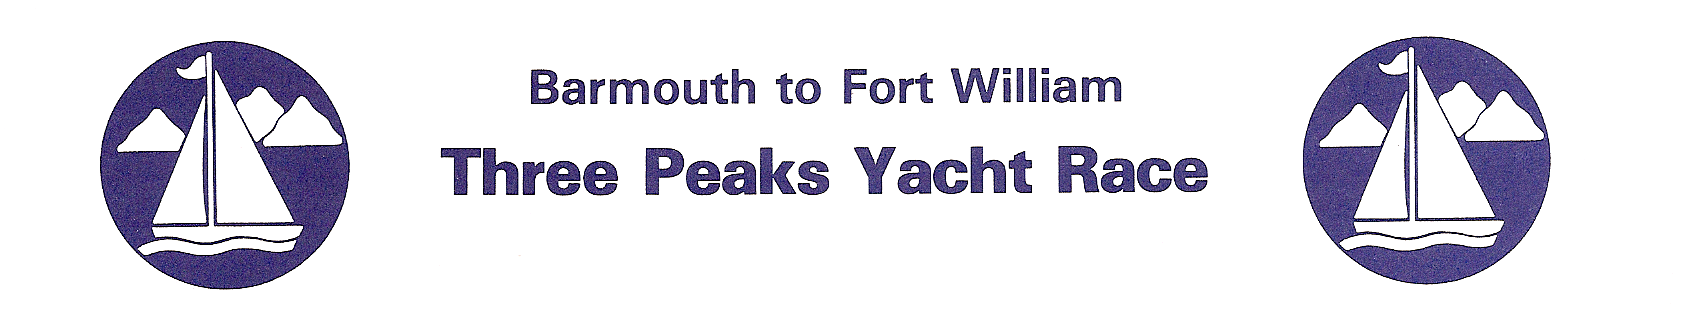 Barmouth to Fort William
Three Peaks Yacht Race